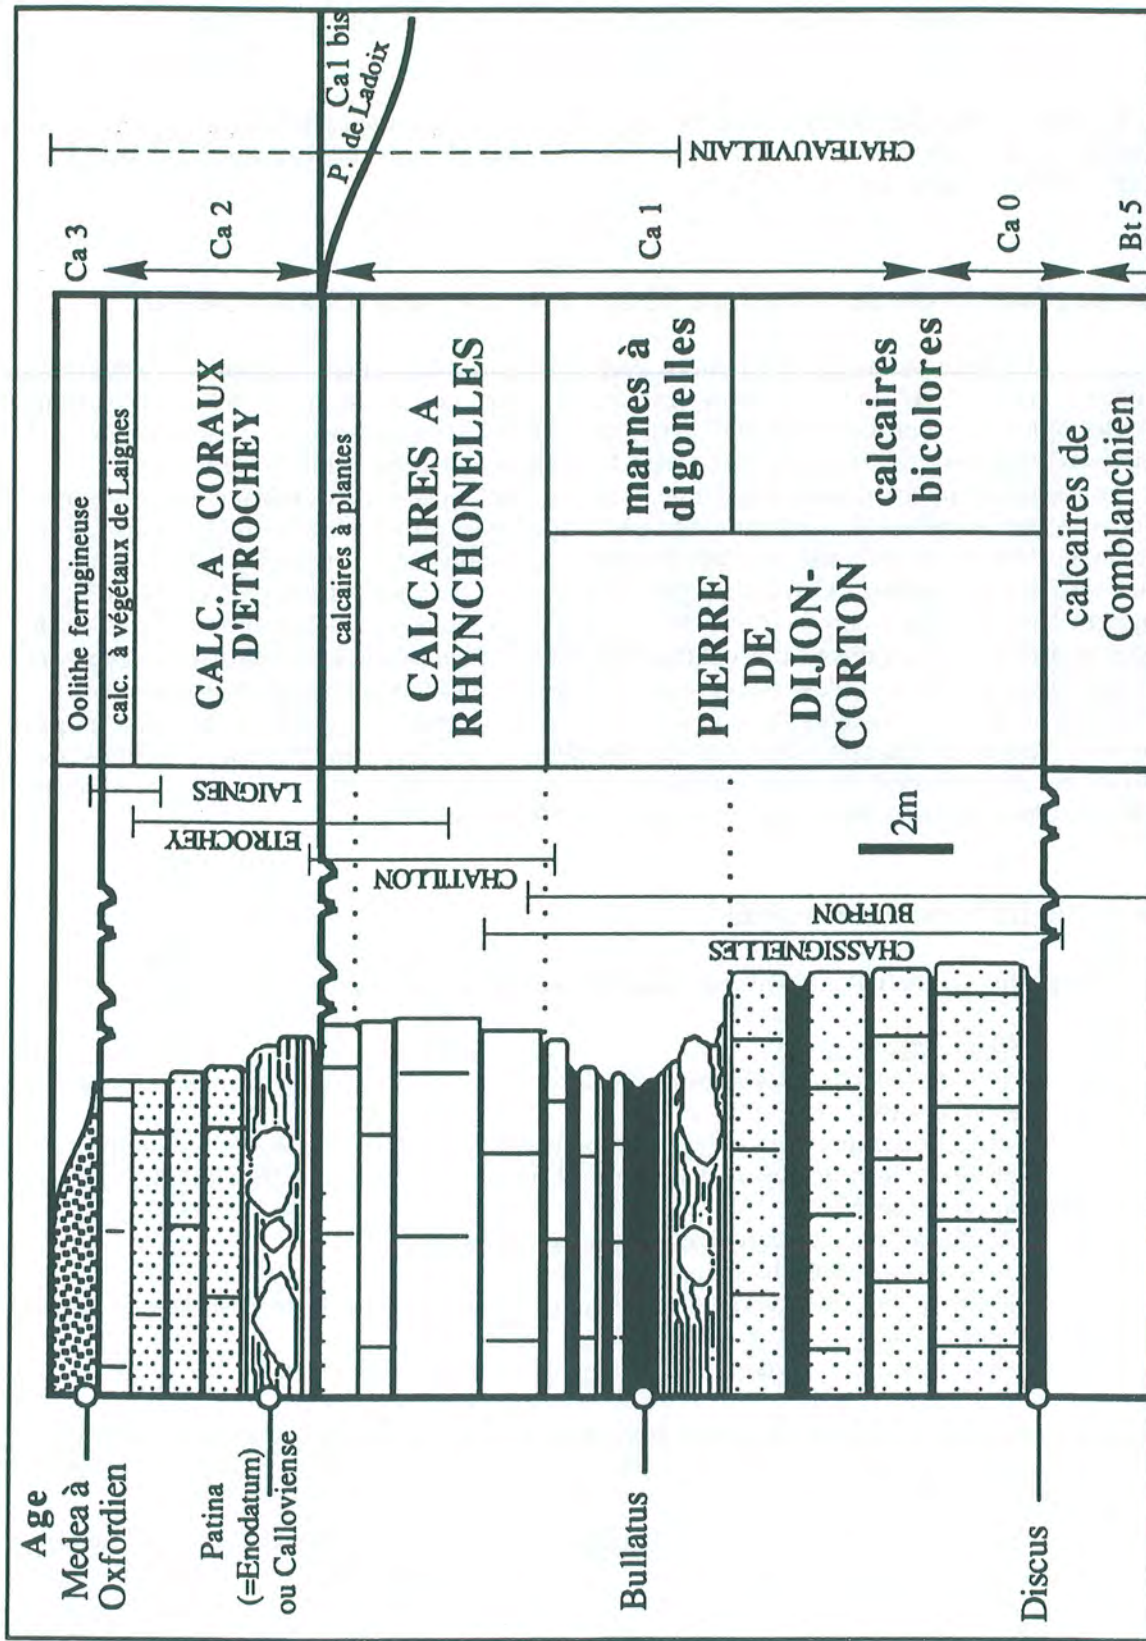 Age
Medea à
Oxfordien
Patina
(=Enodatum)
ou Calloviense
Bullatus
Discus
LAIGNES
ETROCHEY
CHATILLON
BUFFON
CHASSIGNELLES
2m
Oolithe ferrugineuse
calc. à végétaux de Laignes
CALC. A CORAUX
D'ETROCHEY
calcaires à plantes
CALCAIRES A
RHYNCHONELLES
PIERRE
DE
DIJON-
CORTON
marnes à
digonelles
calcaires
bicolores
calcaires de
Comblanchien
Ca 3
Ca 2
Ca1 bis
P. de Ladoix
Ca 1
Ca 0
Bt 5
CHATEAUVILLAIN